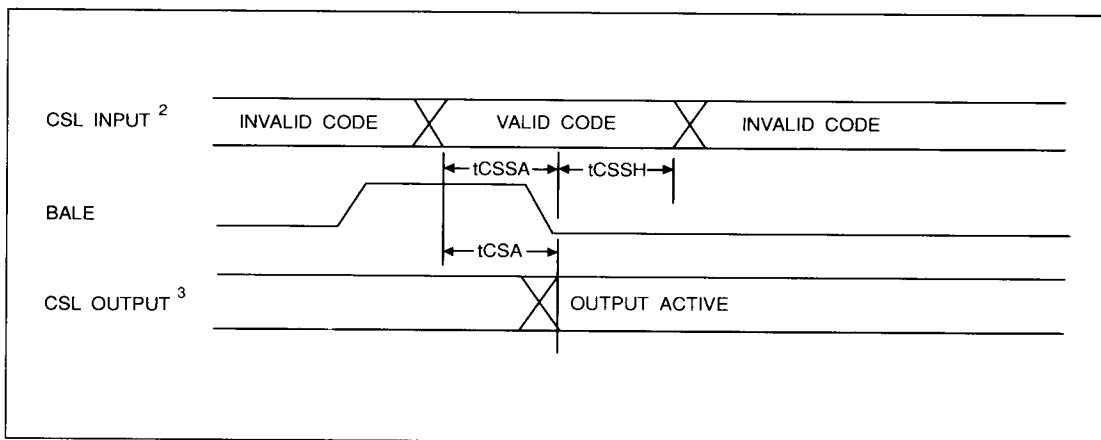 CSL INPUT 2
INVALID CODE
VALID CODE
INVALID CODE
tCSSA
tCSSH
BALE
tCSA
CSL OUTPUT 3
OUTPUT ACTIVE